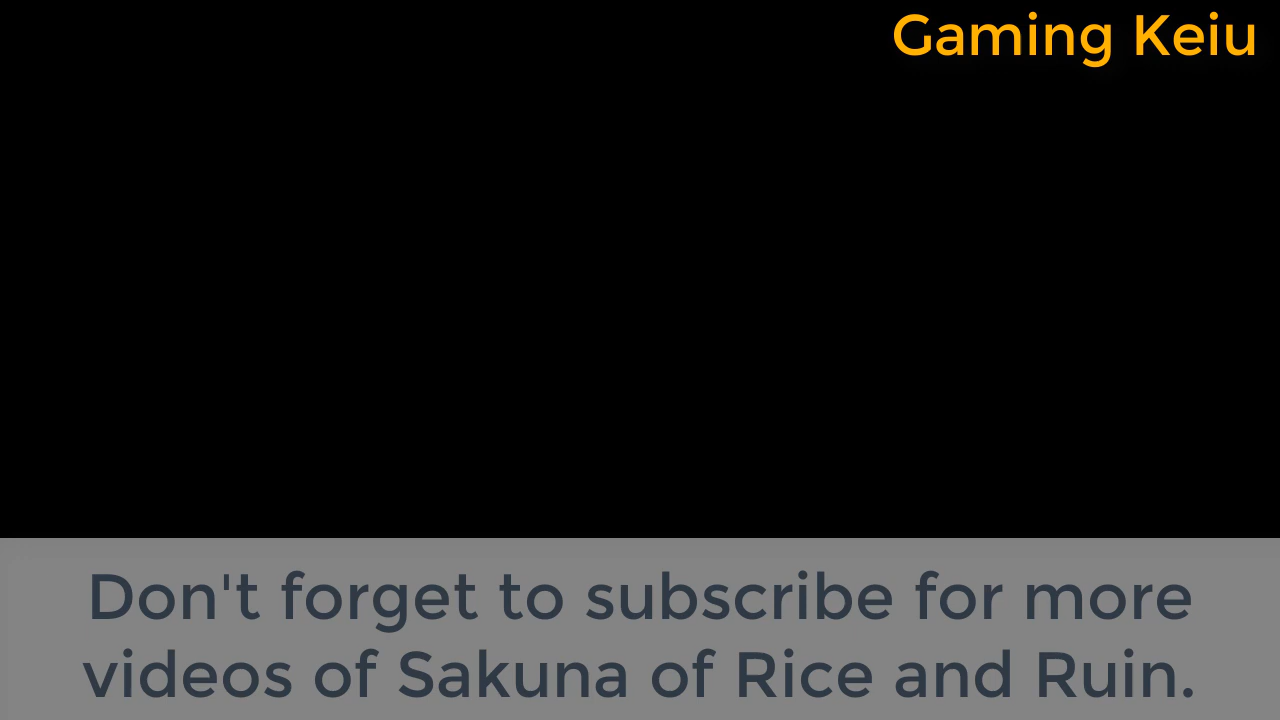 Gaming Keiu
Don't forget to subscribe for more
videos of Sakuna of Rice and Ruin.